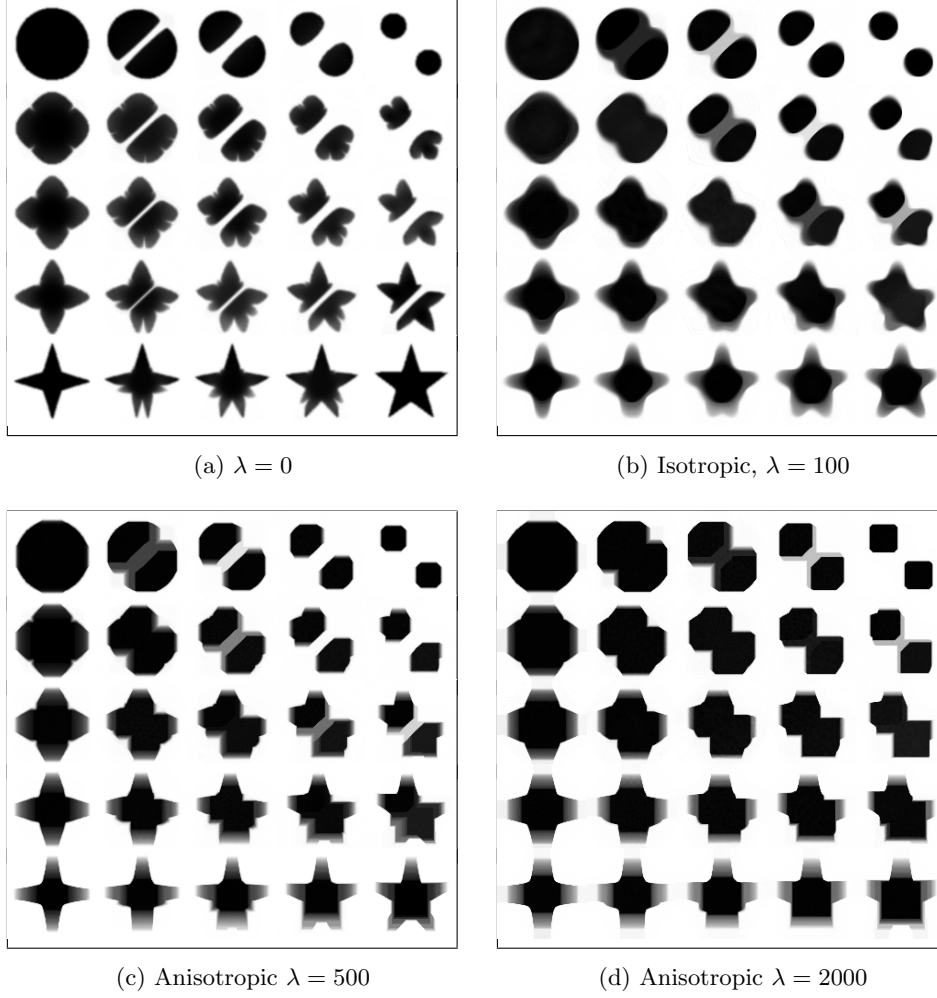 (a) λ = 0
(b) Isotropic, λ = 100
(c) Anisotropic λ = 500
(d) Anisotropic λ = 2000